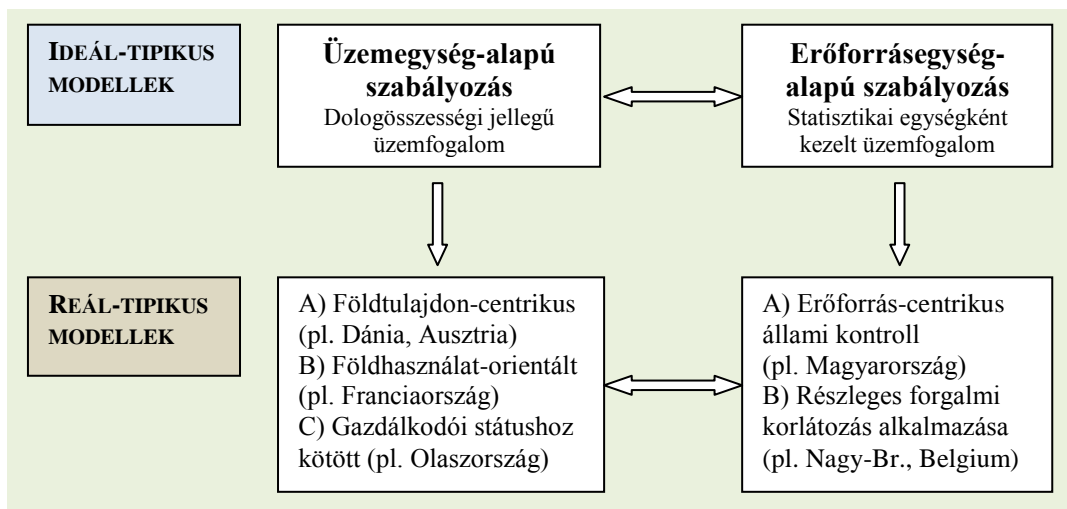 IDEÁL-TIPIKUS
MODELLEK
Üzemegység-alapú
szabályozás
Dologösszességi jellegű
üzemfogalom
Erőforrásegység-
alapú szabályozás
Statisztikai egységként
kezelt üzemfogalom
REÁL-TIPIKUS
MODELLEK
A) Földtulajdon-centrikus
(pl. Dánia, Ausztria)
B) Földhasználat-orientált
(pl. Franciaország)
C) Gazdálkodói státushoz
kötött (pl. Olaszország)
A) Erőforrás-centrikus
állami kontroll
(pl. Magyarország)
B) Részleges forgalmi
korlátozás alkalmazása
(pl. Nagy-Br., Belgium)